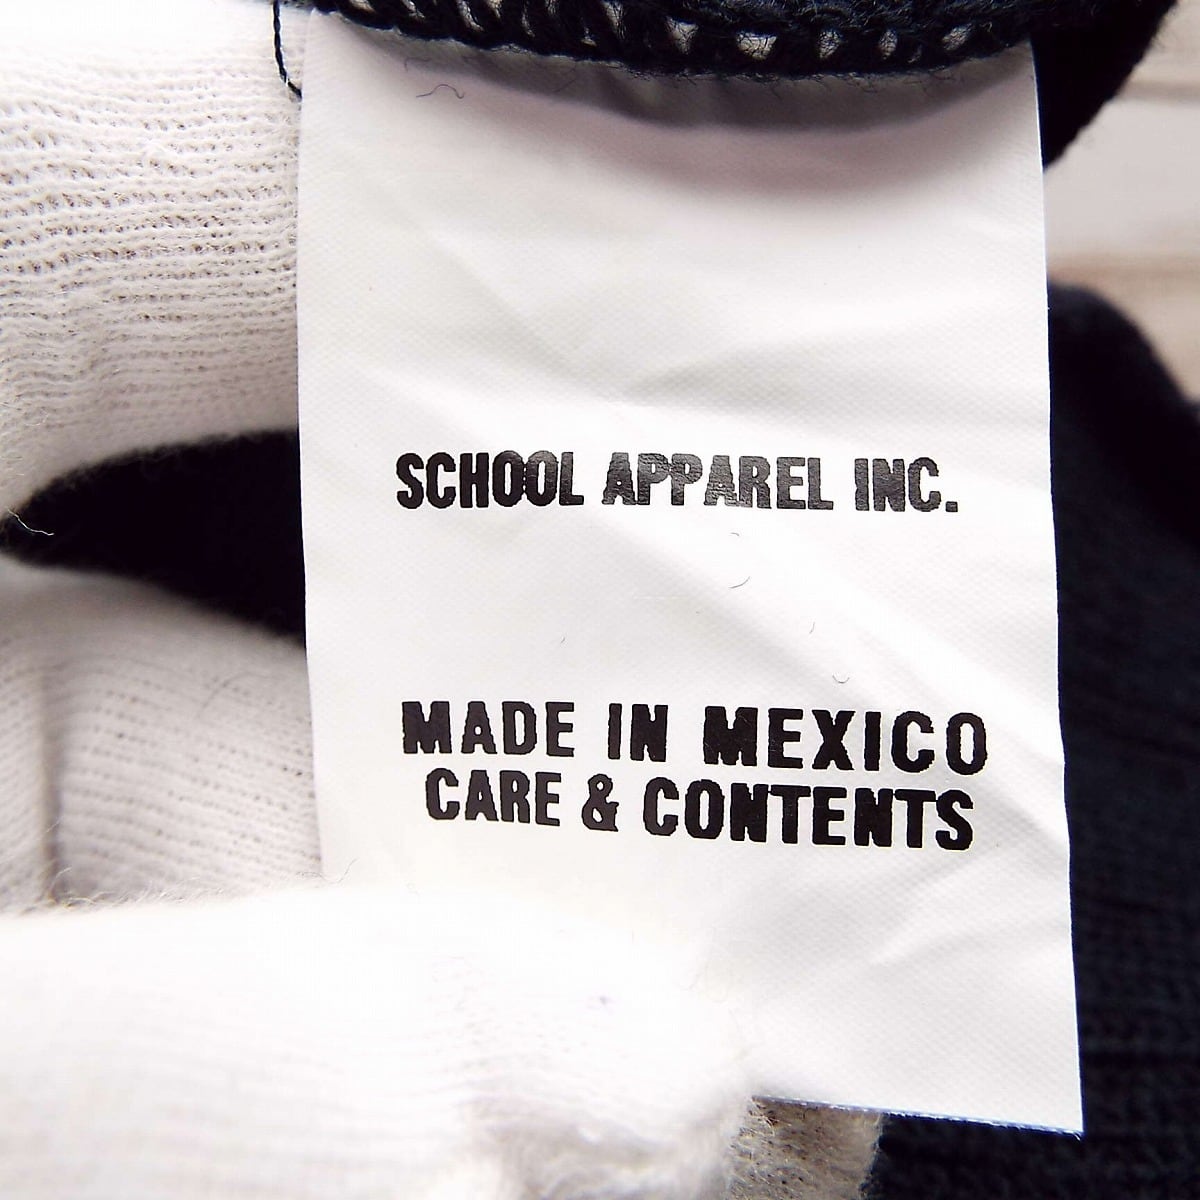 SCHOOL APPAREL INC.
MADE IN MEXICO
CARE & CONTENTS